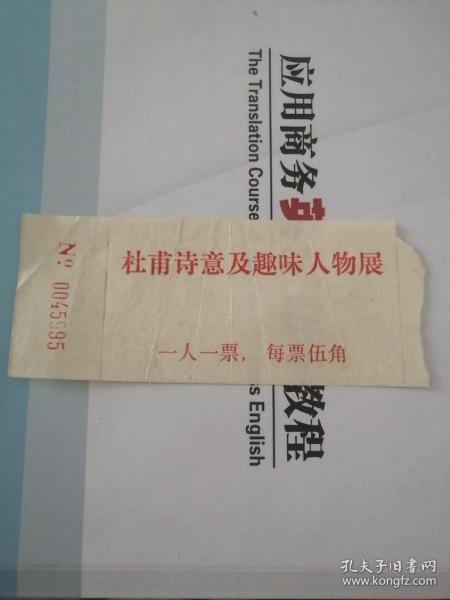 杜甫诗意及趣味人物展
一人一票，每票伍角
№ 0045995
应用商务英
教程
The Translation Course
ss English
孔夫子旧书网
www.kongfz.com